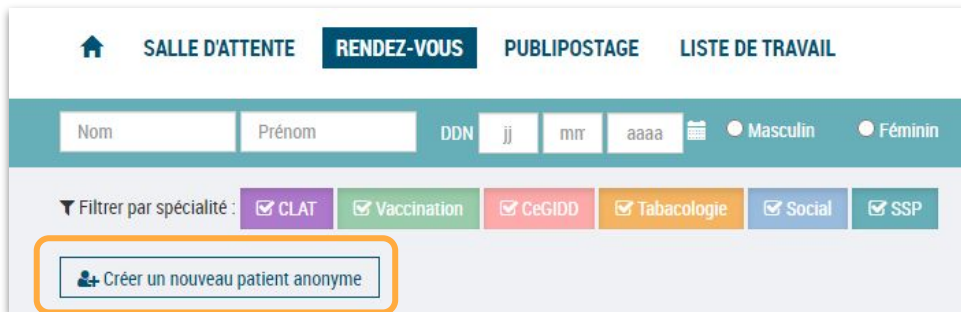 SALLE D'ATTENTE RENDEZ-VOUS PUBLIPOSTAGE LISTE DE TRAVAIL
Nom Prénom DDN jj mm aaaa Masculin Féminin
Filtrer par spécialité : CLAT Vaccination CeGIDD Tabacologie Social SSP
Créer un nouveau patient anonyme